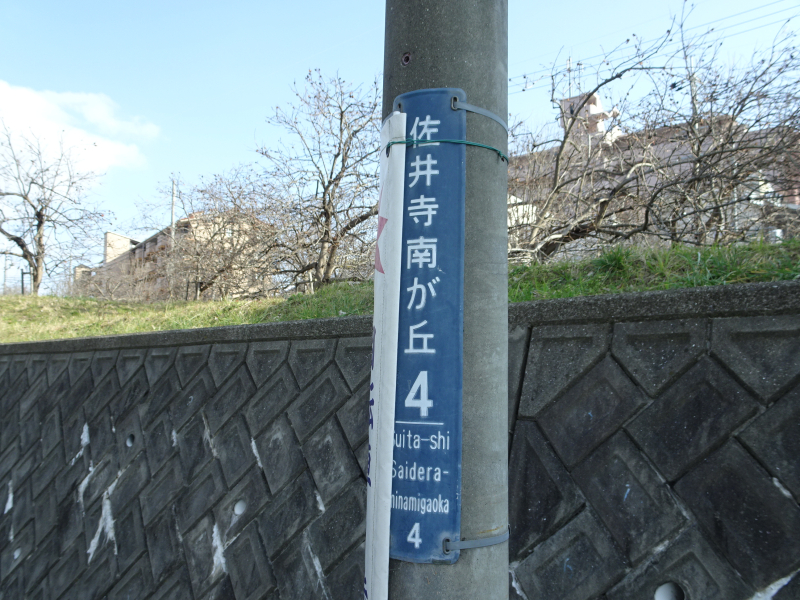 佐井寺南が丘
4
Suita-shi
Saidera-
minamigaoka
4